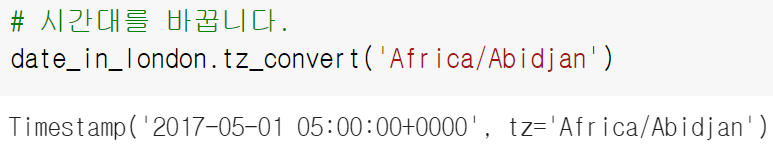 # 시간대를 바꿉니다.
date_in_london.tz_convert('Africa/Abidjan')
Timestamp('2017-05-01 05:00:00+0000', tz='Africa/Abidjan')